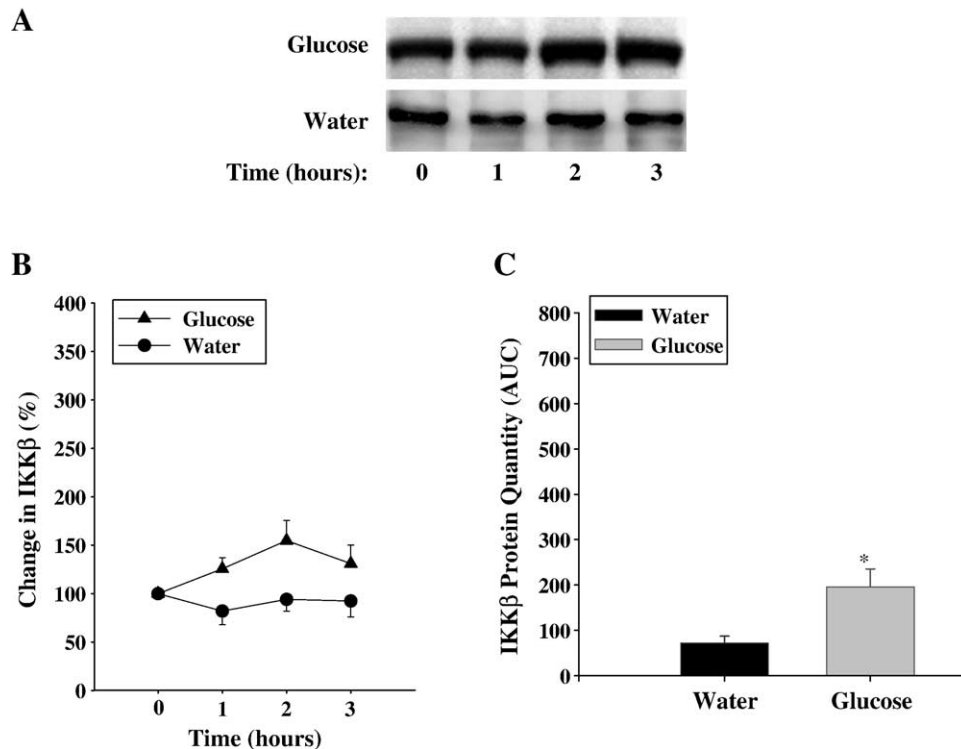 A
Glucose
Water
Time (hours): 0 1 2 3
B
400
350
300
250
200
150
100
50
0
Change in IKKβ (%)
Glucose
Water
0 1 2 3
Time (hours)
C
800
700
600
500
400
300
200
100
0
IKKβ Protein Quantity (AUC)
Water
Glucose
*
Water Glucose